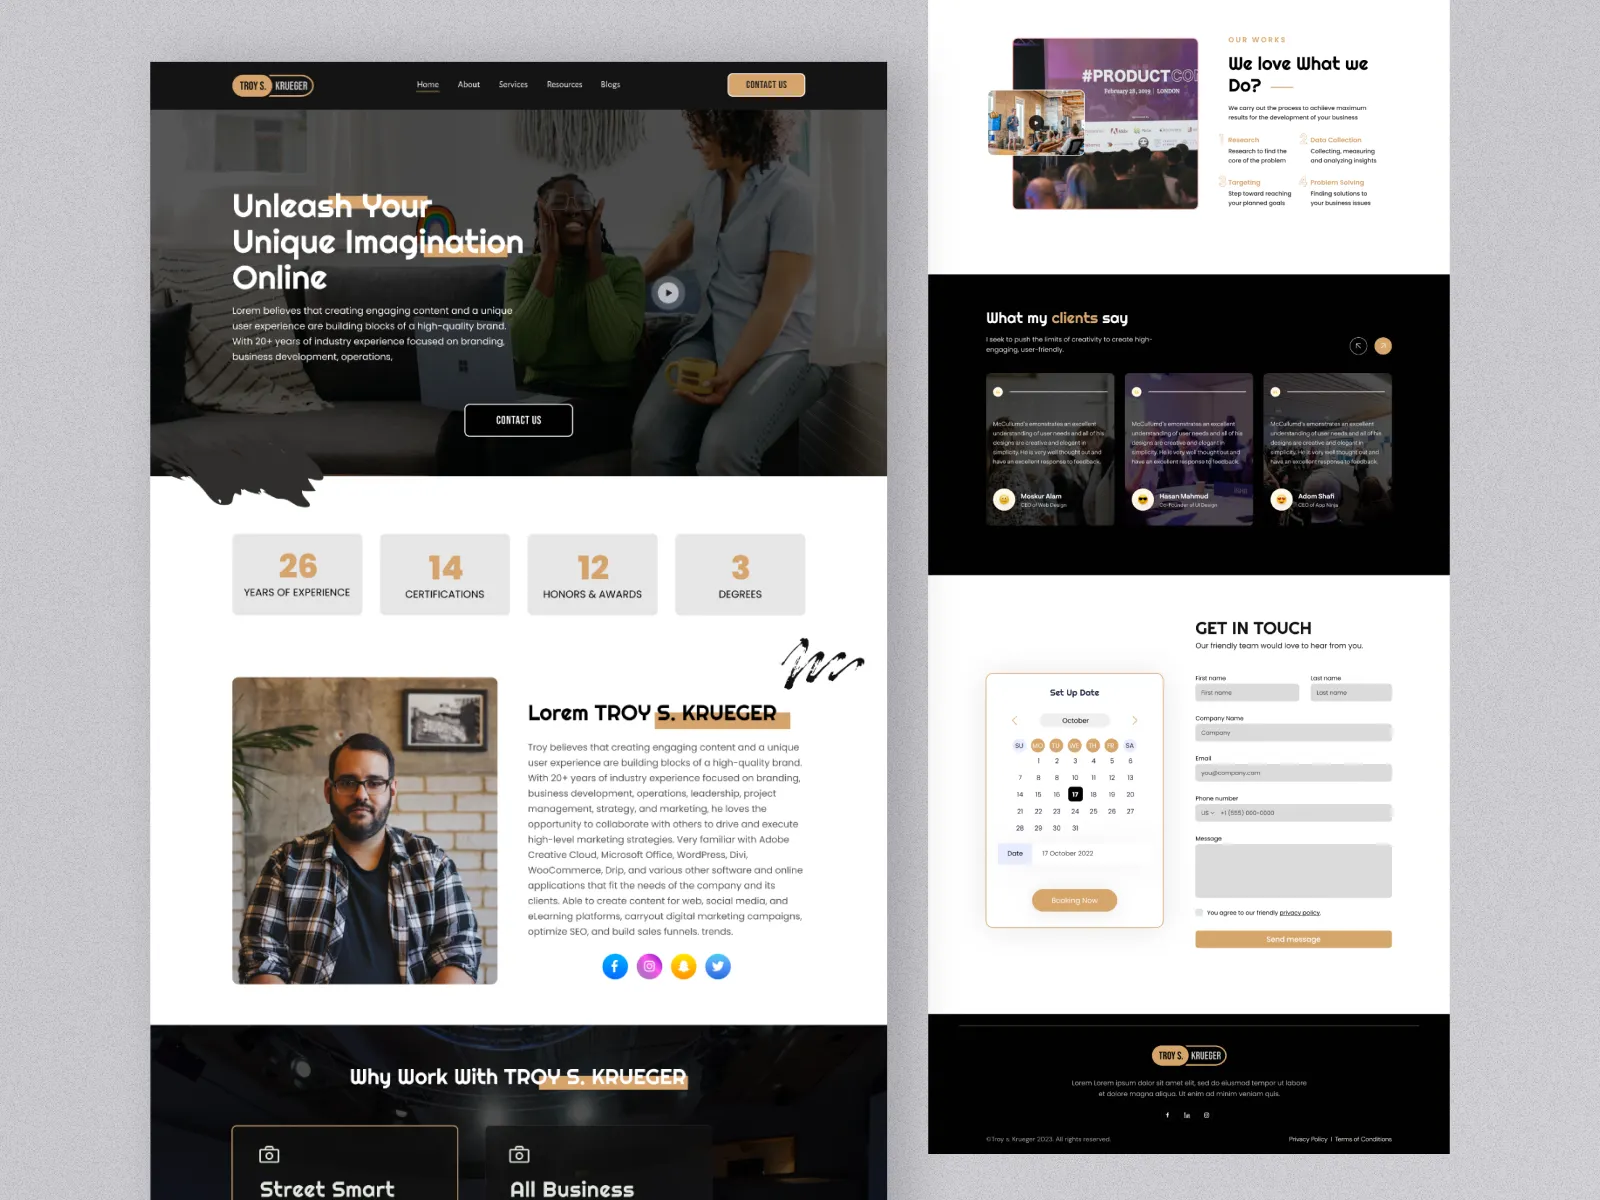 TROY S. KRUEGER
Home About Services Resources Blogs
CONTACT US
Unleash Your
Unique Imagination
Online
Lorem believes that creating engaging content and a unique
user experience are building blocks of a high-quality brand.
With 20+ years of industry experience focused on branding,
business development, operations,
CONTACT US
26
YEARS OF EXPERIENCE
14
CERTIFICATIONS
12
HONORS & AWARDS
3
DEGREES
Lorem TROY S. KRUEGER
Troy believes that creating engaging content and a unique
user experience are building blocks of a high-quality brand.
With 20+ years of industry experience focused on branding,
business development, operations, leadership, project
management, strategy, and marketing, he loves the
opportunity to collaborate with others to drive and execute
high-level marketing strategies. Very familiar with Adobe
Creative Cloud, Microsoft Office, WordPress, Divi,
WooCommerce, Drip, and various other software and online
applications that fit the needs of the company and its
clients. Able to create content for web, social media, and
eLearning platforms, carryout digital marketing campaigns,
optimize SEO, and build sales funnels. trends.
Why Work With TROY S. KRUEGER
Street Smart
All Business
#PRODUCTCON
February 28, 2019 | LONDON
OUR WORKS
We love What we
Do?
We carry out the process to achieve maximum
results for the development of your business
1 Research
Research to find the
core of the problem
2 Data Collection
Collecting, measuring
and analyzing insights
3 Targeting
Step toward reaching
your planned goals
4 Problem Solving
Finding solutions to
your business issues
What my clients say
I seek to push the limits of creativity to create high-
engaging, user-friendly.
McCullumd's emonstrates an excellent
understanding of user needs and all of his
designs are creative and elegant in
simplicity. He is very well thought out and
have an excellent response to feedback.
Moskur Alam
CEO of Web Design
McCullumd's emonstrates an excellent
understanding of user needs and all of his
designs are creative and elegant in
simplicity. He is very well thought out and
have an excellent response to feedback.
Hasan Mahmud
Co-Founder of UI Design
McCullumd's emonstrates an excellent
understanding of user needs and all of his
designs are creative and elegant in
simplicity. He is very well thought out and
have an excellent response to feedback.
Adom Shafi
CEO of App Ninja
Set Up Date
October
SU MO TU WE TH FR SA
1 2 3 4 5 6
7 8 8 10 11 12 13
14 15 16 17 18 19 20
21 22 23 24 25 26 27
28 29 30 31
Date 17 October 2022
Booking Now
GET IN TOUCH
Our friendly team would love to hear from you.
First name Last name
First name Last name
Company Name
Company
Email
you@company.com
Phone number
US +1 (555) 000-0000
Message
You agree to our friendly privacy policy.
Send message
TROY S. KRUEGER
Lorem Lorem ipsum dolor sit amet elit, sed do eiusmod tempor ut labore
et dolore magna aliqua. Ut enim ad minim veniam quis.
©Troy s. Krueger 2023. All rights reserved.
Privacy Policy | Terms of Conditions